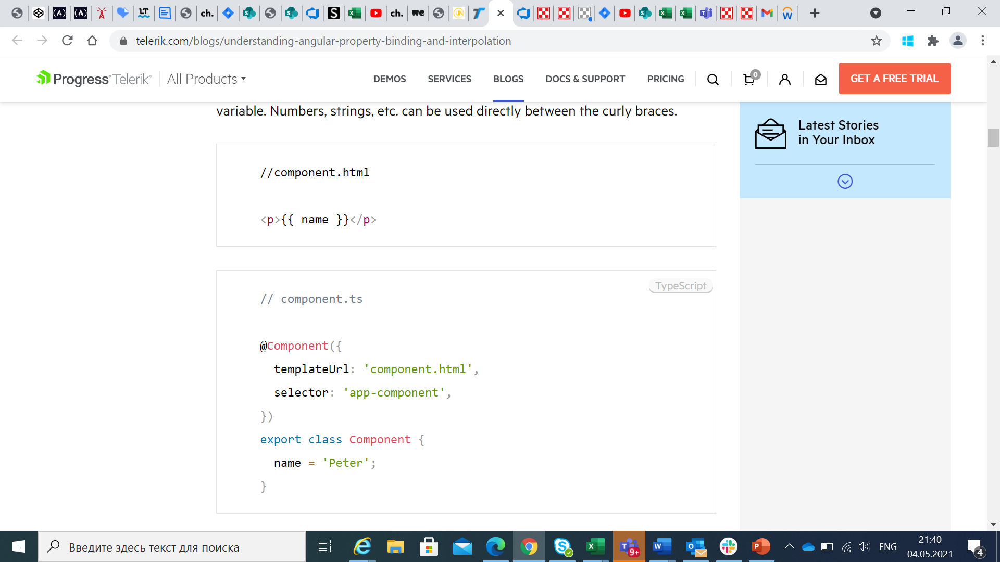 LT
ch.
S
ch.
we
telerik.com/blogs/understanding-angular-property-binding-and-interpolation
Progress Telerik
All Products
DEMOS
SERVICES
BLOGS
DOCS & SUPPORT
PRICING
0
GET A FREE TRIAL
variable. Numbers, strings, etc. can be used directly between the curly braces.
Latest Stories
in Your Inbox
//component.html
<p>{{ name }}</p>
TypeScript
// component.ts
@Component({
templateUrl: 'component.html',
selector: 'app-component',
})
export class Component {
name = 'Peter';
}
Введите здесь текст для поиска
9+
ENG
21:40
04.05.2021
4